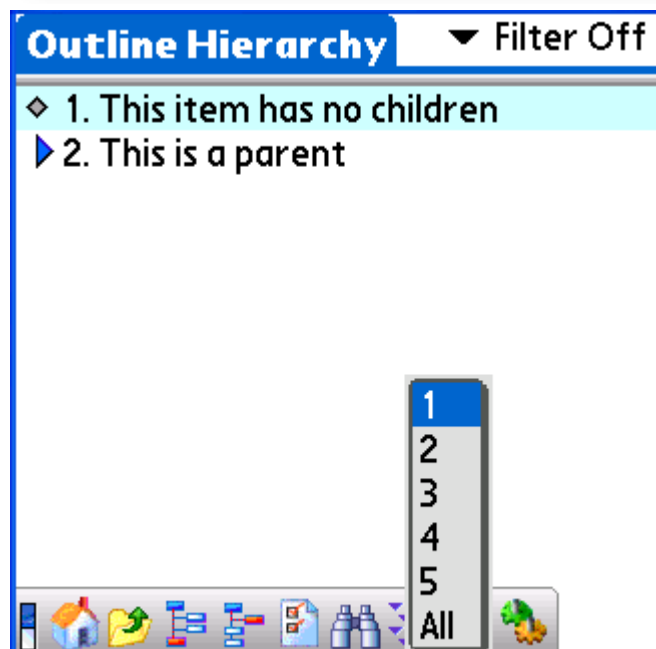 Outline Hierarchy
Filter Off
1. This item has no children
2. This is a parent
1
2
3
4
5
All